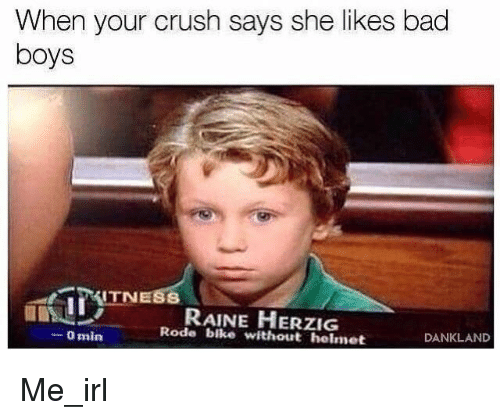 When your crush says she likes bad
boys
ITNESS
RAINE HERZIG
Rode bike without helmet
0 min
DANKLAND
Me_irl